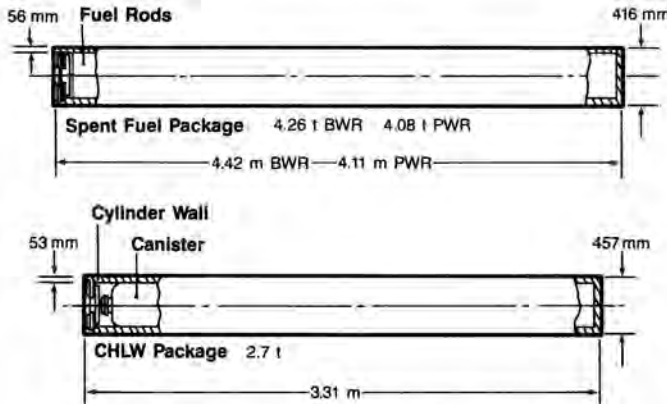 56 mm
Fuel Rods
416 mm
Spent Fuel Package 4.26 t BWR 4.08 t PWR
4.42 m BWR 4.11 m PWR
Cylinder Wall
53 mm
Canister
457 mm
CHLW Package 2.7 t
3.31 m